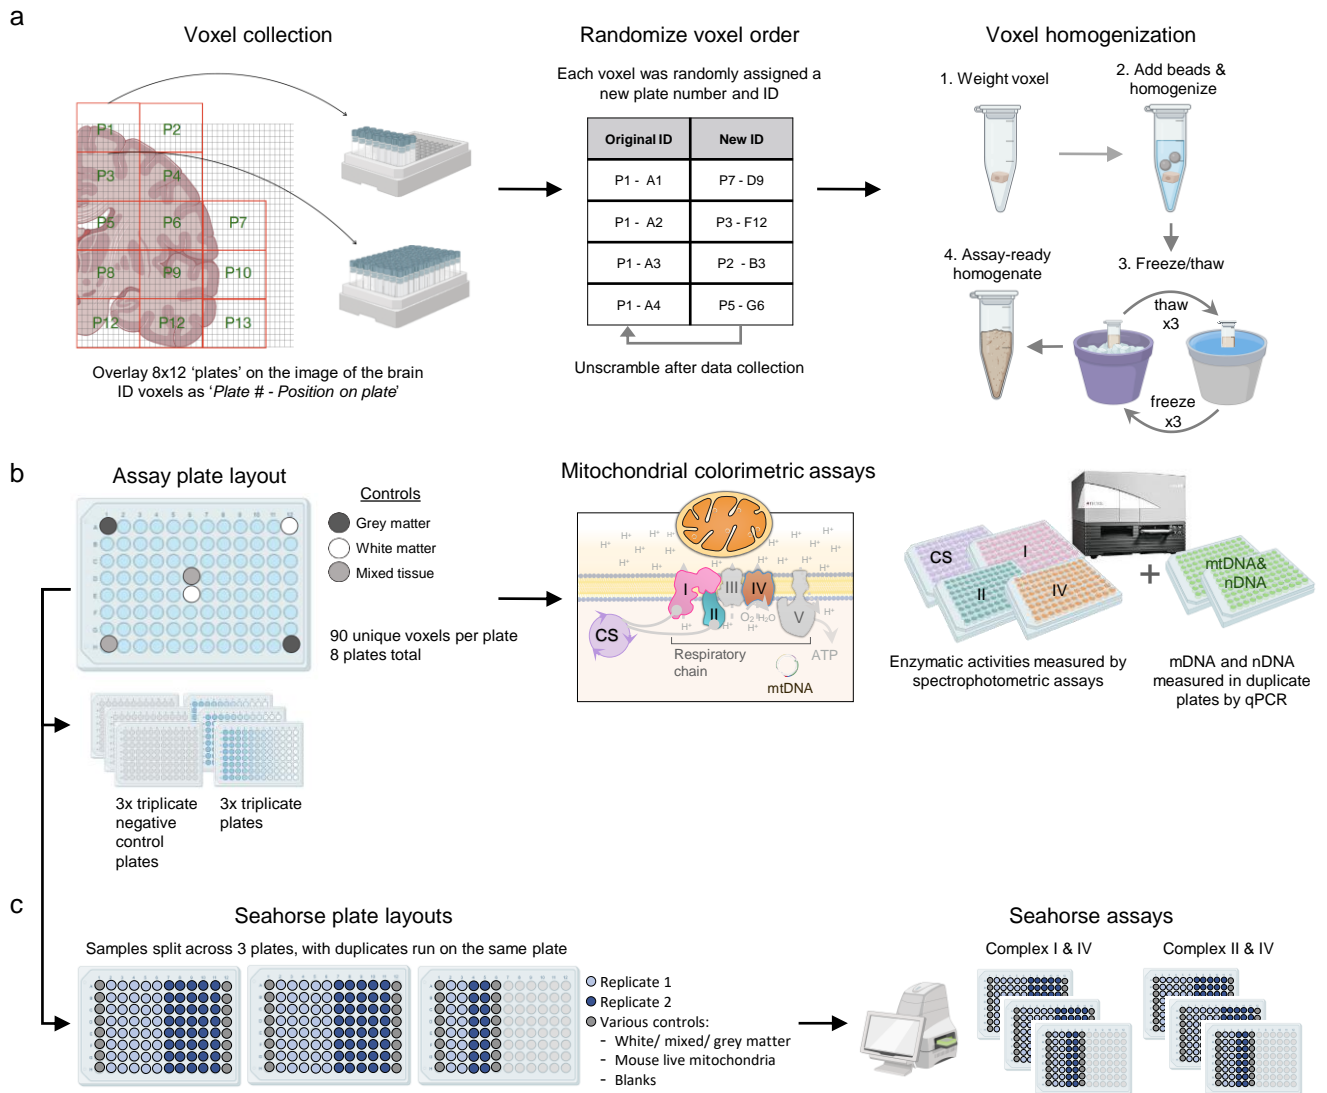 a
Voxel collection
P1
P2
P3
P4
P5
P6
P7
P8
P9
P10
P12
P12
P13
Overlay 8x12 ‘plates’ on the image of the brain
ID voxels as ‘Plate # - Position on plate’
Randomize voxel order
Each voxel was randomly assigned a
new plate number and ID
Original ID New ID
P1 - A1 P7 - D9
P1 - A2 P3 - F12
P1 - A3 P2 - B3
P1 - A4 P5 - G6
Unscramble after data collection
Voxel homogenization
1. Weight voxel
2. Add beads &
homogenize
3. Freeze/thaw
thaw
x3
freeze
x3
4. Assay-ready
homogenate
b
Assay plate layout
Controls
Grey matter
White matter
Mixed tissue
90 unique voxels per plate
8 plates total
3x triplicate
negative
control
plates
3x triplicate
plates
Mitochondrial colorimetric assays
H+ H+ H+ H+ H+ H+ H+
I
II
III
IV
V
CS
H+
H+
H+
O2 H2O
Respiratory
chain
ATP
mtDNA
CS
I
II
IV
+
mtDNA&
nDNA
Enzymatic activities measured by
spectrophotometric assays
mDNA and nDNA
measured in duplicate
plates by qPCR
c
Seahorse plate layouts
Samples split across 3 plates, with duplicates run on the same plate
Replicate 1
Replicate 2
Various controls:
- White/ mixed/ grey matter
- Mouse live mitochondria
- Blanks
Seahorse assays
Complex I & IV
Complex II & IV